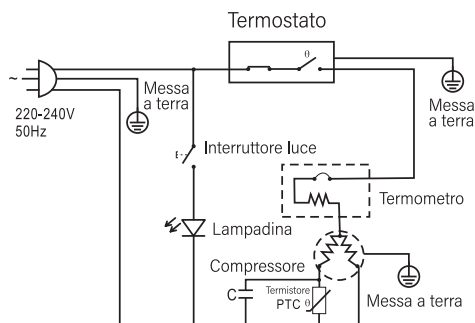 Termostato
θ
~
220-240V
50Hz
Messa
a terra
Messa
a terra
Interruttore luce
Termometro
Lampadina
Compressore
C
Termistore
PTC θ
Messa a terra